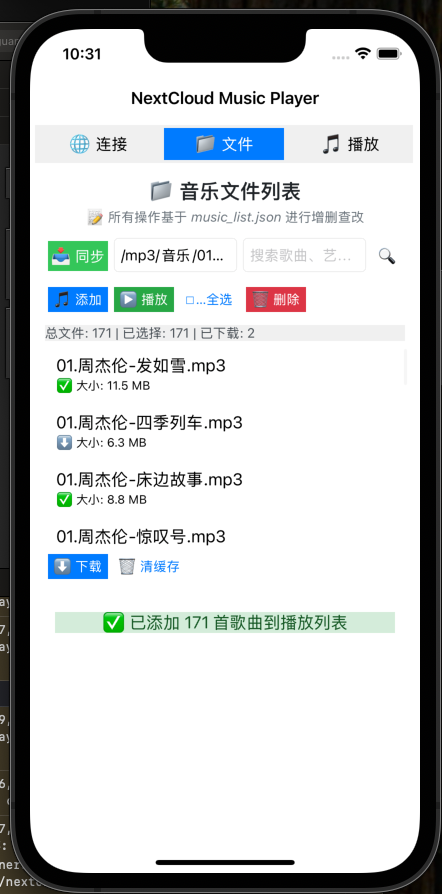 10:31
NextCloud Music Player
连接 文件 播放
音乐文件列表
所有操作基于 music_list.json 进行增删查改
同步 /mp3/音乐/01... 搜索歌曲、艺...
添加 播放 □...全选 删除
总文件: 171 | 已选择: 171 | 已下载: 2
01.周杰伦-发如雪.mp3
大小: 11.5 MB
01.周杰伦-四季列车.mp3
大小: 6.3 MB
01.周杰伦-床边故事.mp3
大小: 8.8 MB
01.周杰伦-惊叹号.mp3
下载 清缓存
已添加 171 首歌曲到播放列表